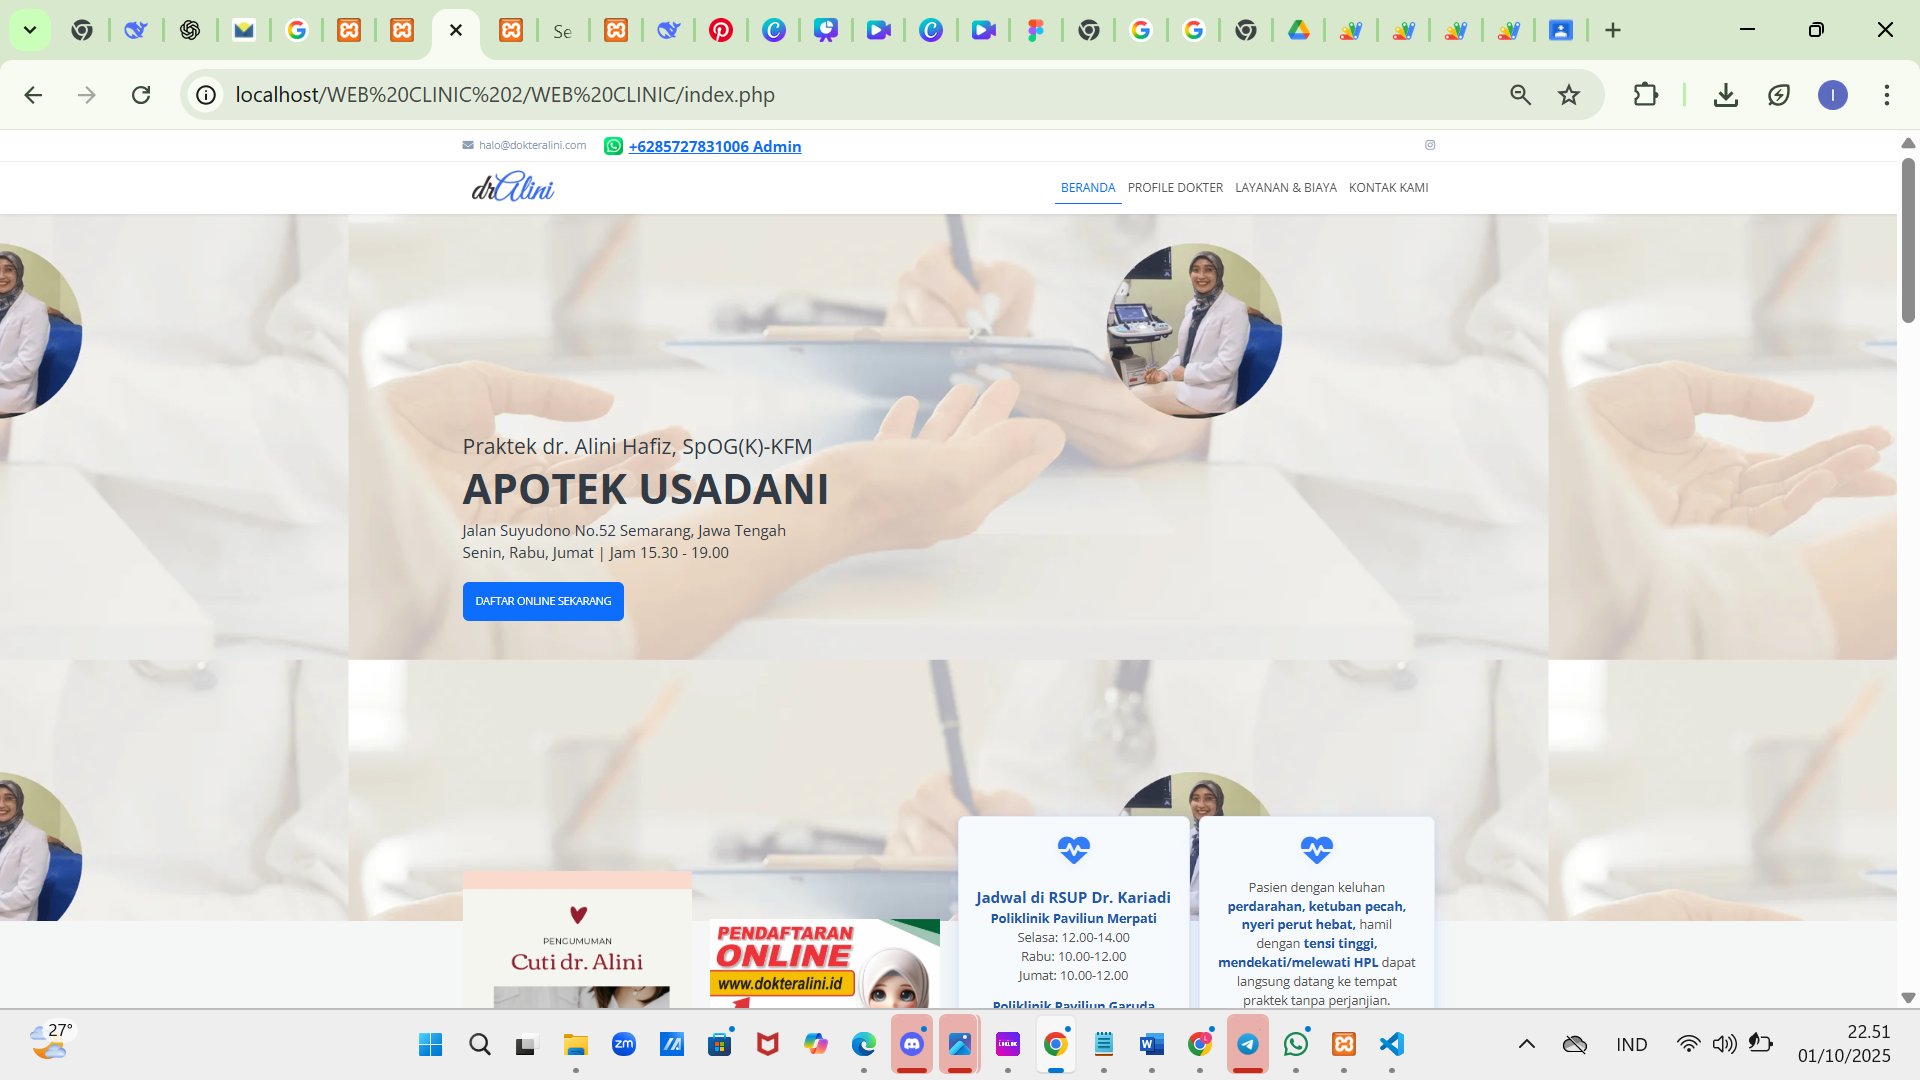 Se
localhost/WEB%20CLINIC%202/WEB%20CLINIC/index.php
I
halo@dokteralini.com
+6285727831006 Admin
drAlini
BERANDA PROFILE DOKTER LAYANAN & BIAYA KONTAK KAMI
Praktek dr. Alini Hafiz, SpOG(K)-KFM
APOTEK USADANI
Jalan Suyudono No.52 Semarang, Jawa Tengah
Senin, Rabu, Jumat | Jam 15.30 - 19.00
DAFTAR ONLINE SEKARANG
PENGUMUMAN
Cuti dr. Alini
PENDAFTARAN
ONLINE
www.dokteralini.id
Jadwal di RSUP Dr. Kariadi
Poliklinik Paviliun Merpati
Selasa: 12.00-14.00
Rabu: 10.00-12.00
Jumat: 10.00-12.00
Poliklinik Paviliun Garuda
Pasien dengan keluhan
perdarahan, ketuban pecah,
nyeri perut hebat, hamil
dengan tensi tinggi,
mendekati/melewati HPL dapat
langsung datang ke tempat
praktek tanpa perjanjian.
27°
zm
IND
22.51
01/10/2025